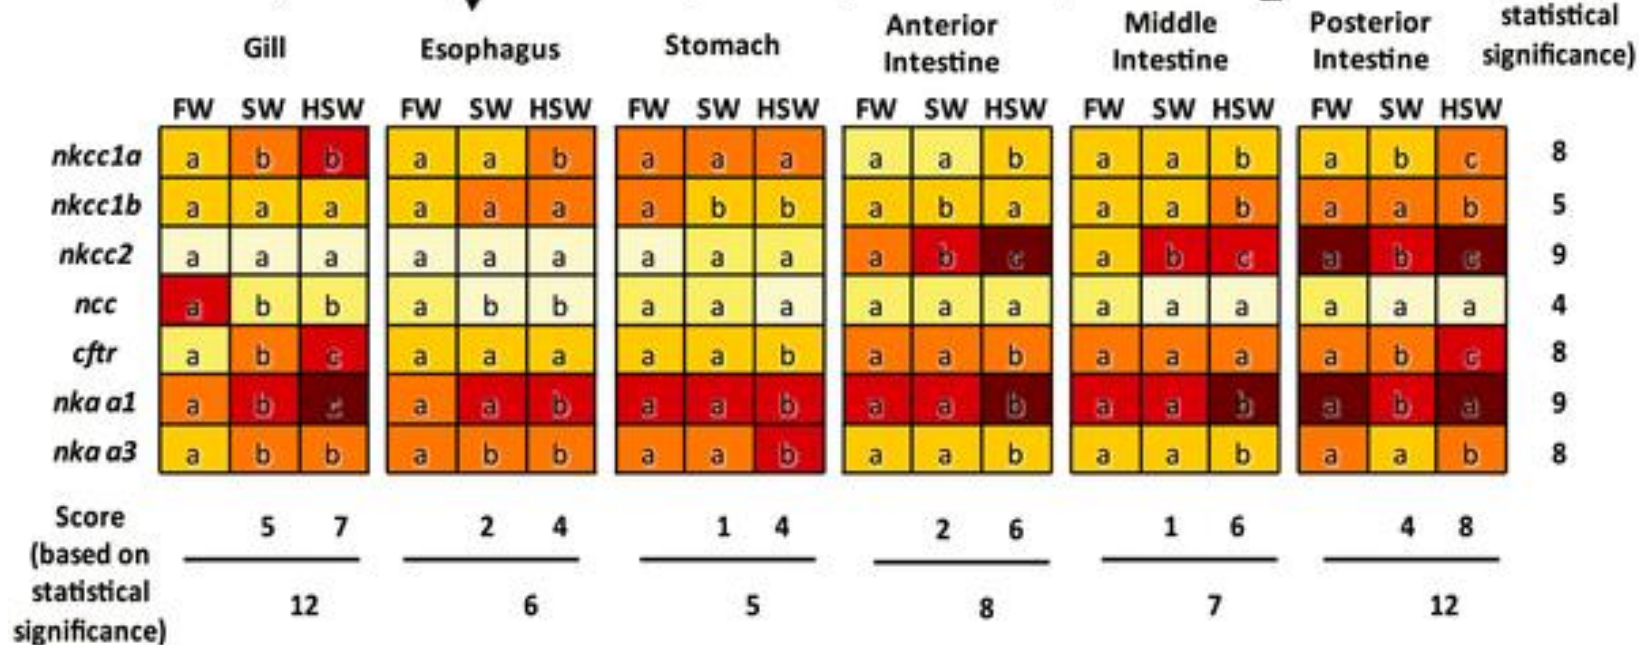 statistical
significance)
Gill Esophagus Stomach Anterior Intestine Middle Intestine Posterior Intestine
FW SW HSW FW SW HSW FW SW HSW FW SW HSW FW SW HSW FW SW HSW
nkcc1a a b b a a b a a a a a b a a b a b c 8
nkcc1b a a a a a a a b b a b a a a b a a b 5
nkcc2 a a a a a a a a a a b c a b c a b c 9
ncc a b b a b b a a a a a a a a a a a a 4
cftr a b c a a a a a b a a b a a a a b c 8
nka a1 a b c a a b a a b a a b a a b a b a 9
nka a3 a b b a b b a a b a a b a a b a a b 8
Score
(based on
statistical
significance)
5 7 2 4 1 4 2 6 1 6 4 8
12 6 5 8 7 12